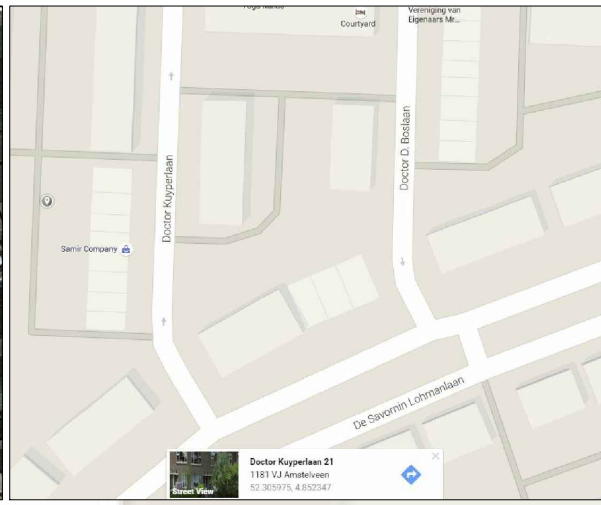 Courtyard
Vereniging van
Eigenaars Mr...
Doctor Kuyperlaan
Doctor D. Boslaan
Samir Company
De Savornin Lohmanlaan
Doctor Kuyperlaan 21
1181 VJ Amstelveen
52.305975, 4.852347
Street View